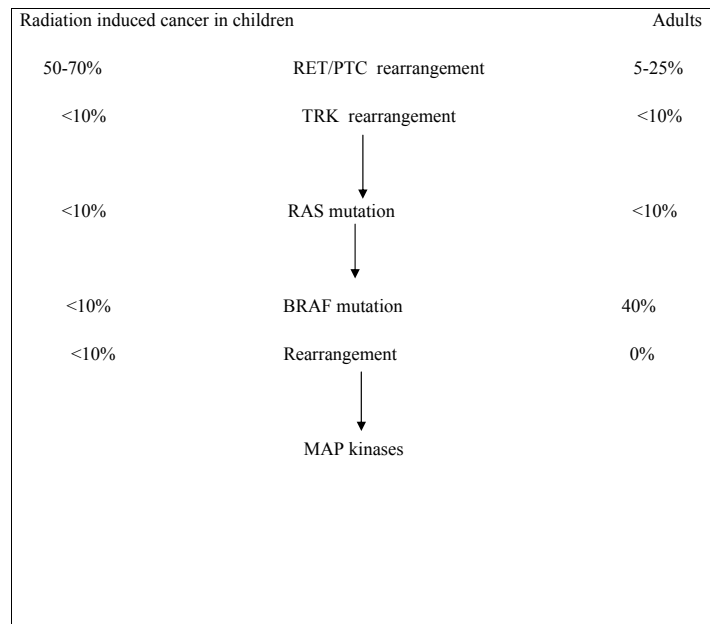 Radiation induced cancer in children Adults
50-70% RET/PTC rearrangement 5-25%
<10% TRK rearrangement <10%
<10% RAS mutation <10%
<10% BRAF mutation 40%
<10% Rearrangement 0%
MAP kinases